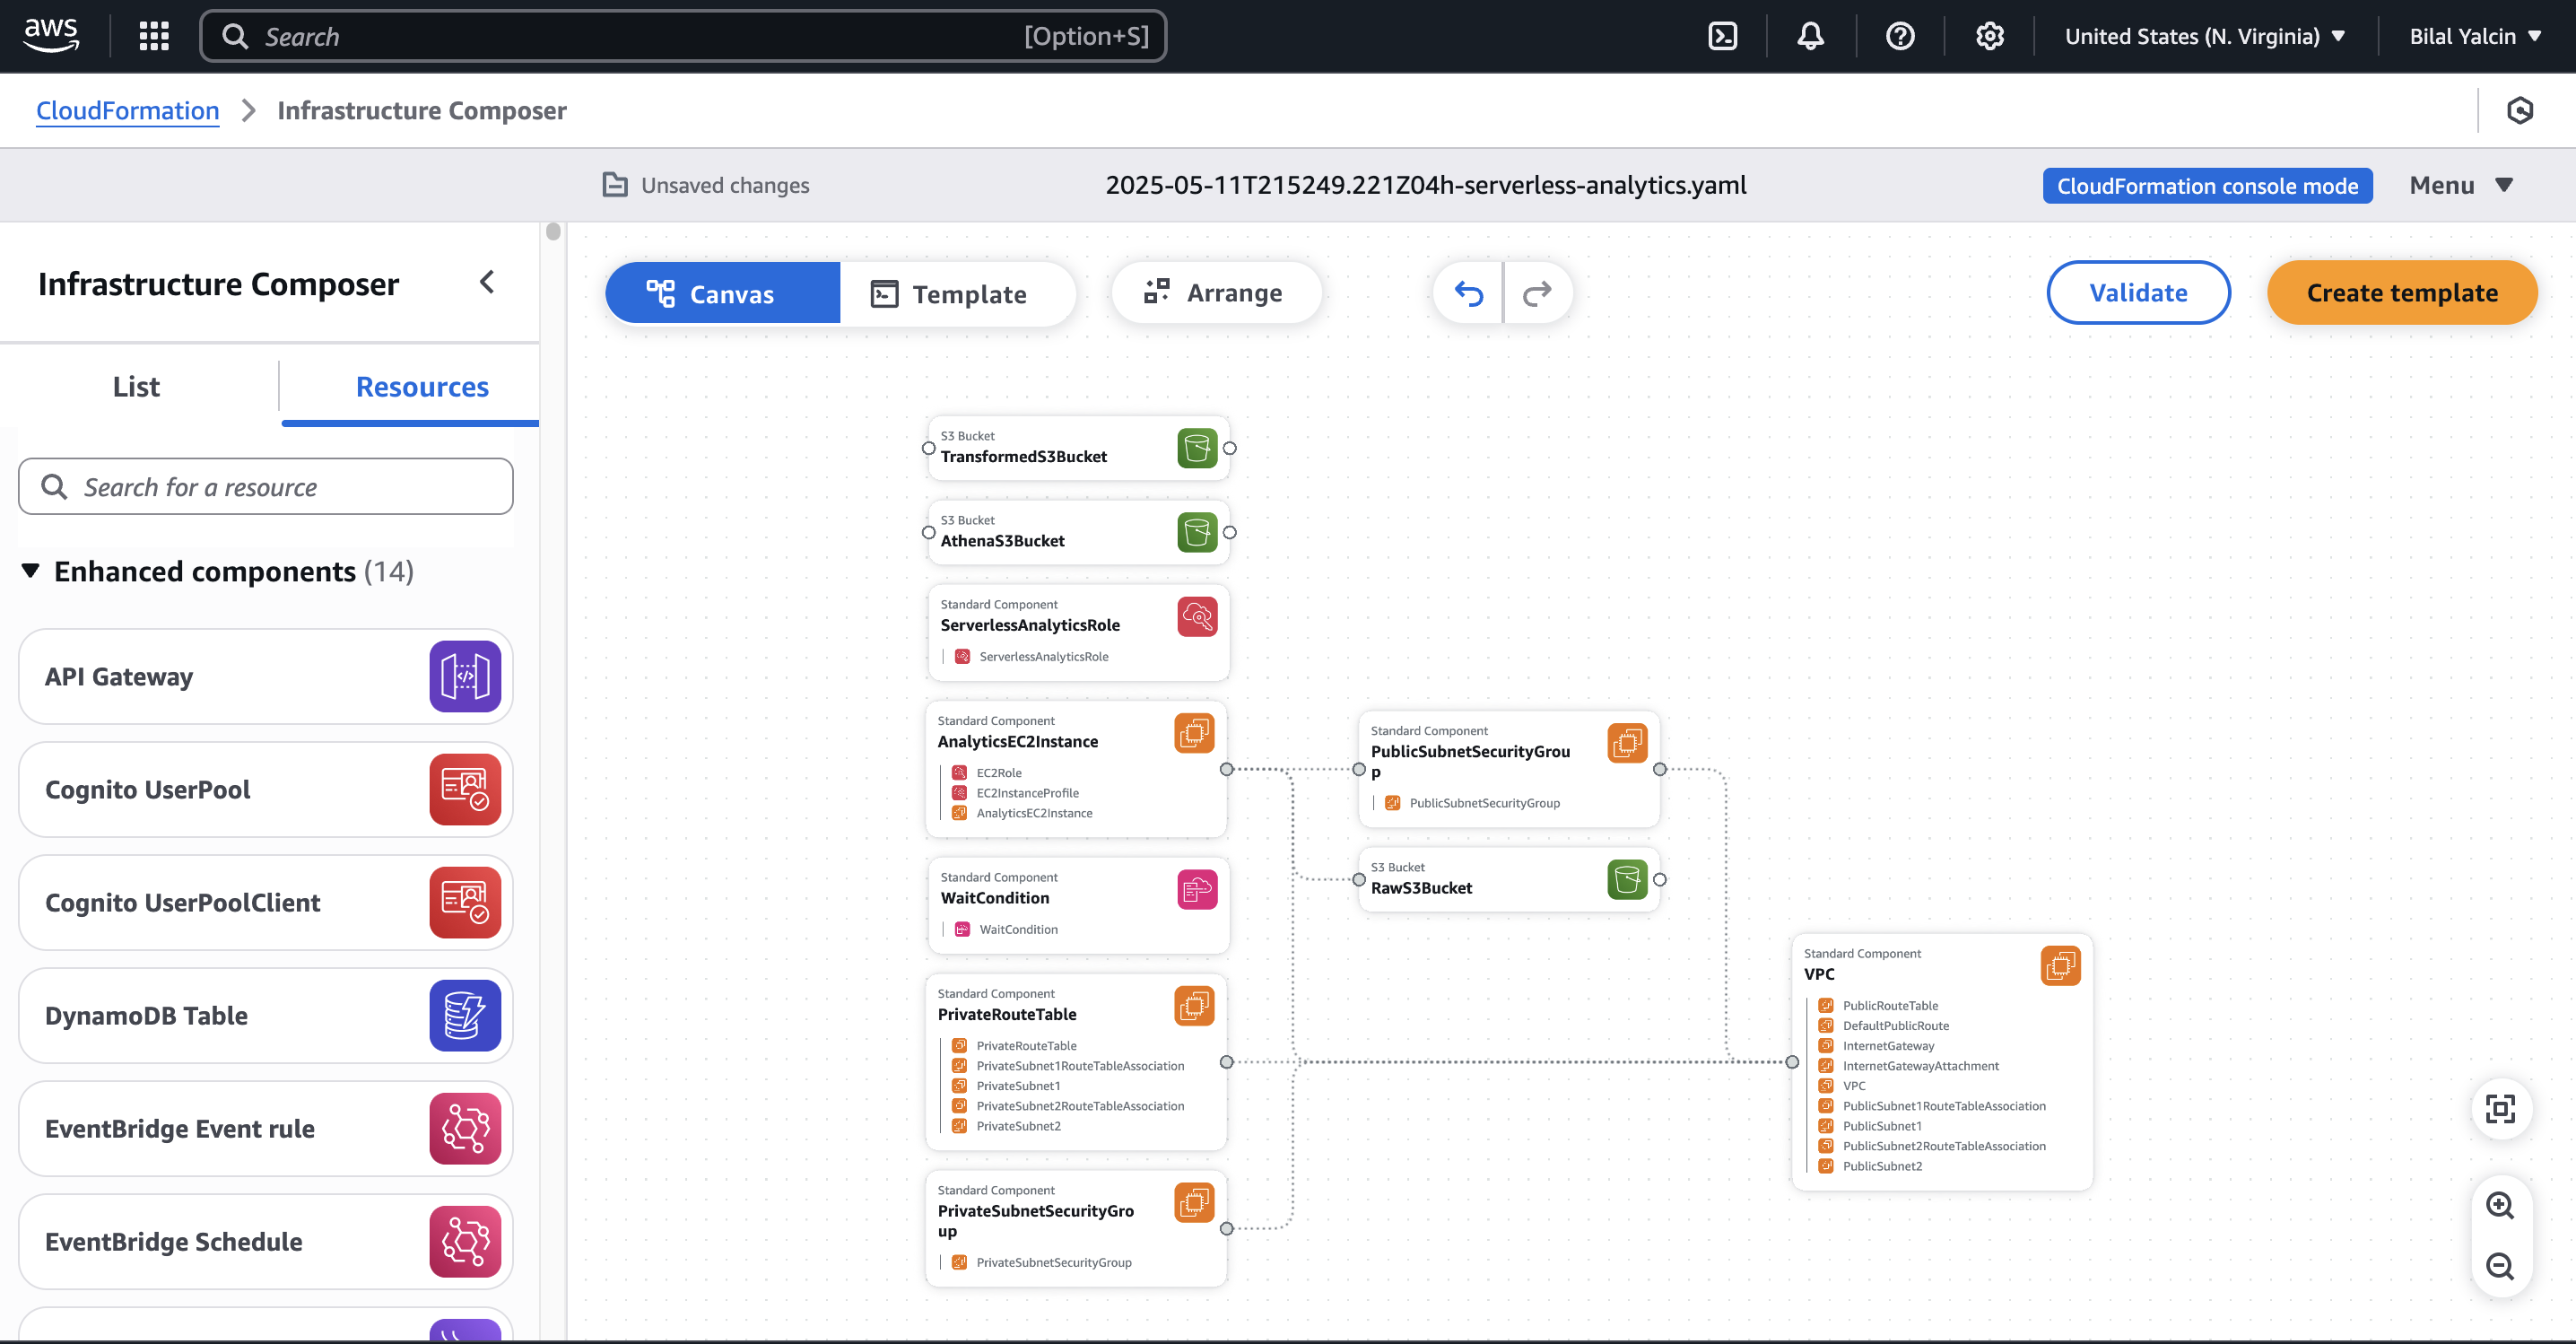 aws
Search
[Option+S]
United States (N. Virginia)
Bilal Yalcin
CloudFormation
Infrastructure Composer
Unsaved changes
2025-05-11T215249.221Z04h-serverless-analytics.yaml
CloudFormation console mode
Menu
Infrastructure Composer
List
Resources
Search for a resource
Enhanced components (14)
API Gateway
Cognito UserPool
Cognito UserPoolClient
DynamoDB Table
EventBridge Event rule
EventBridge Schedule
Canvas
Template
Arrange
Validate
Create template
S3 Bucket
TransformedS3Bucket
S3 Bucket
AthenaS3Bucket
Standard Component
ServerlessAnalyticsRole
ServerlessAnalyticsRole
Standard Component
AnalyticsEC2Instance
EC2Role
EC2InstanceProfile
AnalyticsEC2Instance
Standard Component
WaitCondition
WaitCondition
Standard Component
PrivateRouteTable
PrivateRouteTable
PrivateSubnet1RouteTableAssociation
PrivateSubnet1
PrivateSubnet2RouteTableAssociation
PrivateSubnet2
Standard Component
PrivateSubnetSecurityGro
up
PrivateSubnetSecurityGroup
Standard Component
PublicSubnetSecurityGrou
p
PublicSubnetSecurityGroup
S3 Bucket
RawS3Bucket
Standard Component
VPC
PublicRouteTable
DefaultPublicRoute
InternetGateway
InternetGatewayAttachment
VPC
PublicSubnet1RouteTableAssociation
PublicSubnet1
PublicSubnet2RouteTableAssociation
PublicSubnet2